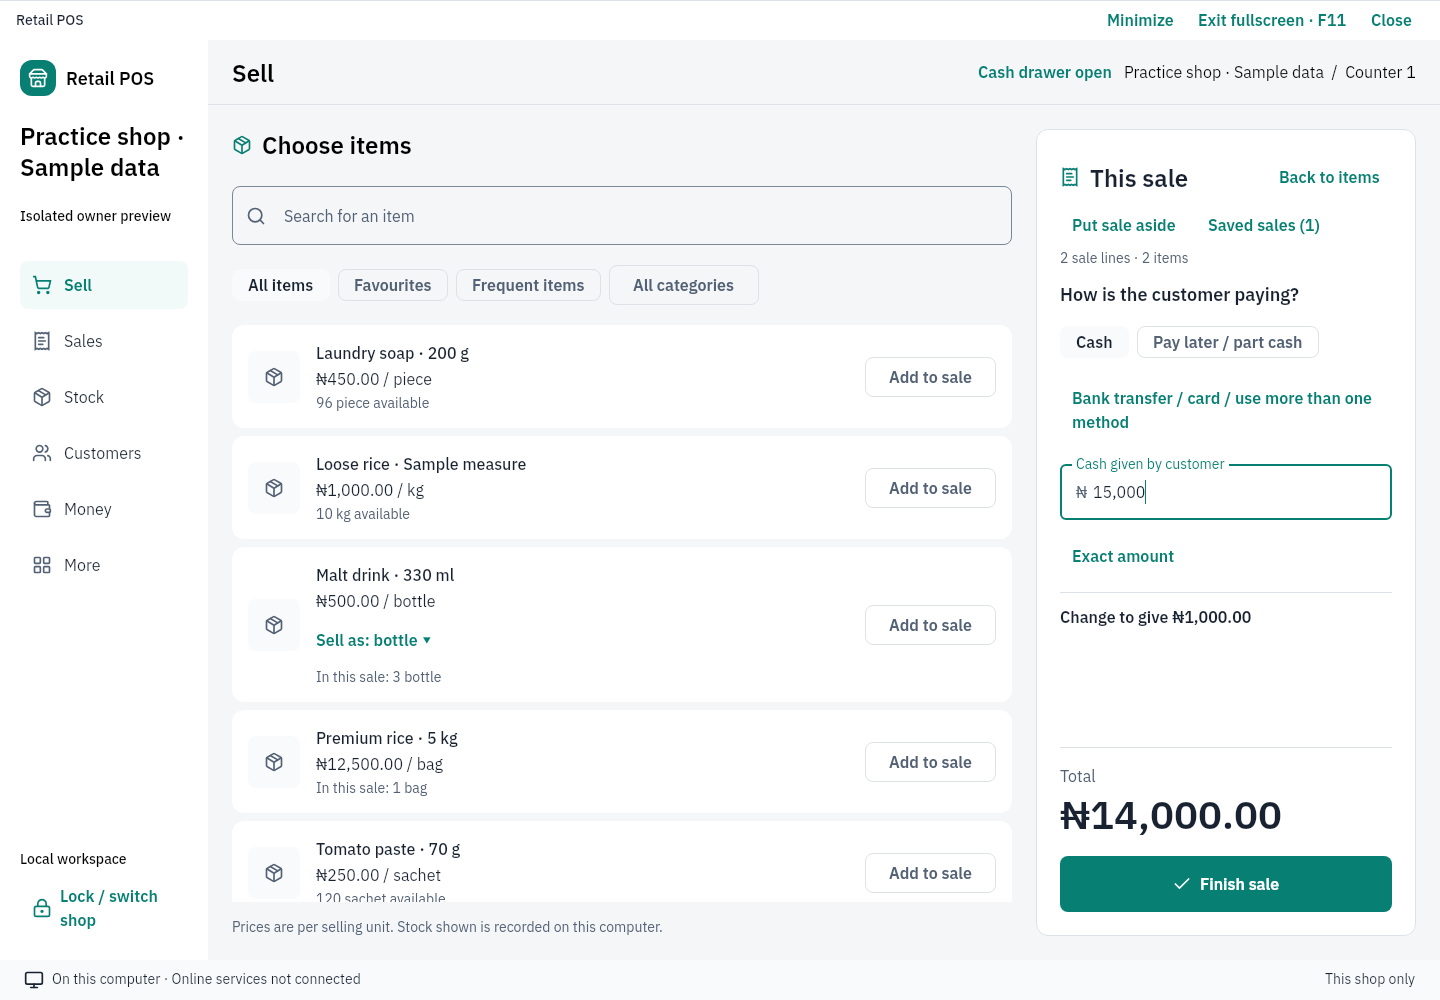 Retail POS
Minimize
Exit fullscreen · F11
Close
Retail POS
Practice shop ·
Sample data
Isolated owner preview
Sell
Sales
Stock
Customers
Money
More
Local workspace
Lock / switch
shop
Sell
Cash drawer open
Practice shop · Sample data / Counter 1
Choose items
Search for an item
All items
Favourites
Frequent items
All categories
Laundry soap · 200 g
₦450.00 / piece
96 piece available
Add to sale
Loose rice · Sample measure
₦1,000.00 / kg
10 kg available
Add to sale
Malt drink · 330 ml
₦500.00 / bottle
Sell as: bottle ▾
In this sale: 3 bottle
Add to sale
Premium rice · 5 kg
₦12,500.00 / bag
In this sale: 1 bag
Add to sale
Tomato paste · 70 g
₦250.00 / sachet
120 sachet available
Add to sale
Prices are per selling unit. Stock shown is recorded on this computer.
This sale
Back to items
Put sale aside
Saved sales (1)
2 sale lines · 2 items
How is the customer paying?
Cash
Pay later / part cash
Bank transfer / card / use more than one
method
Cash given by customer
₦ 15,000
Exact amount
Change to give ₦1,000.00
Total
₦14,000.00
Finish sale
On this computer · Online services not connected
This shop only